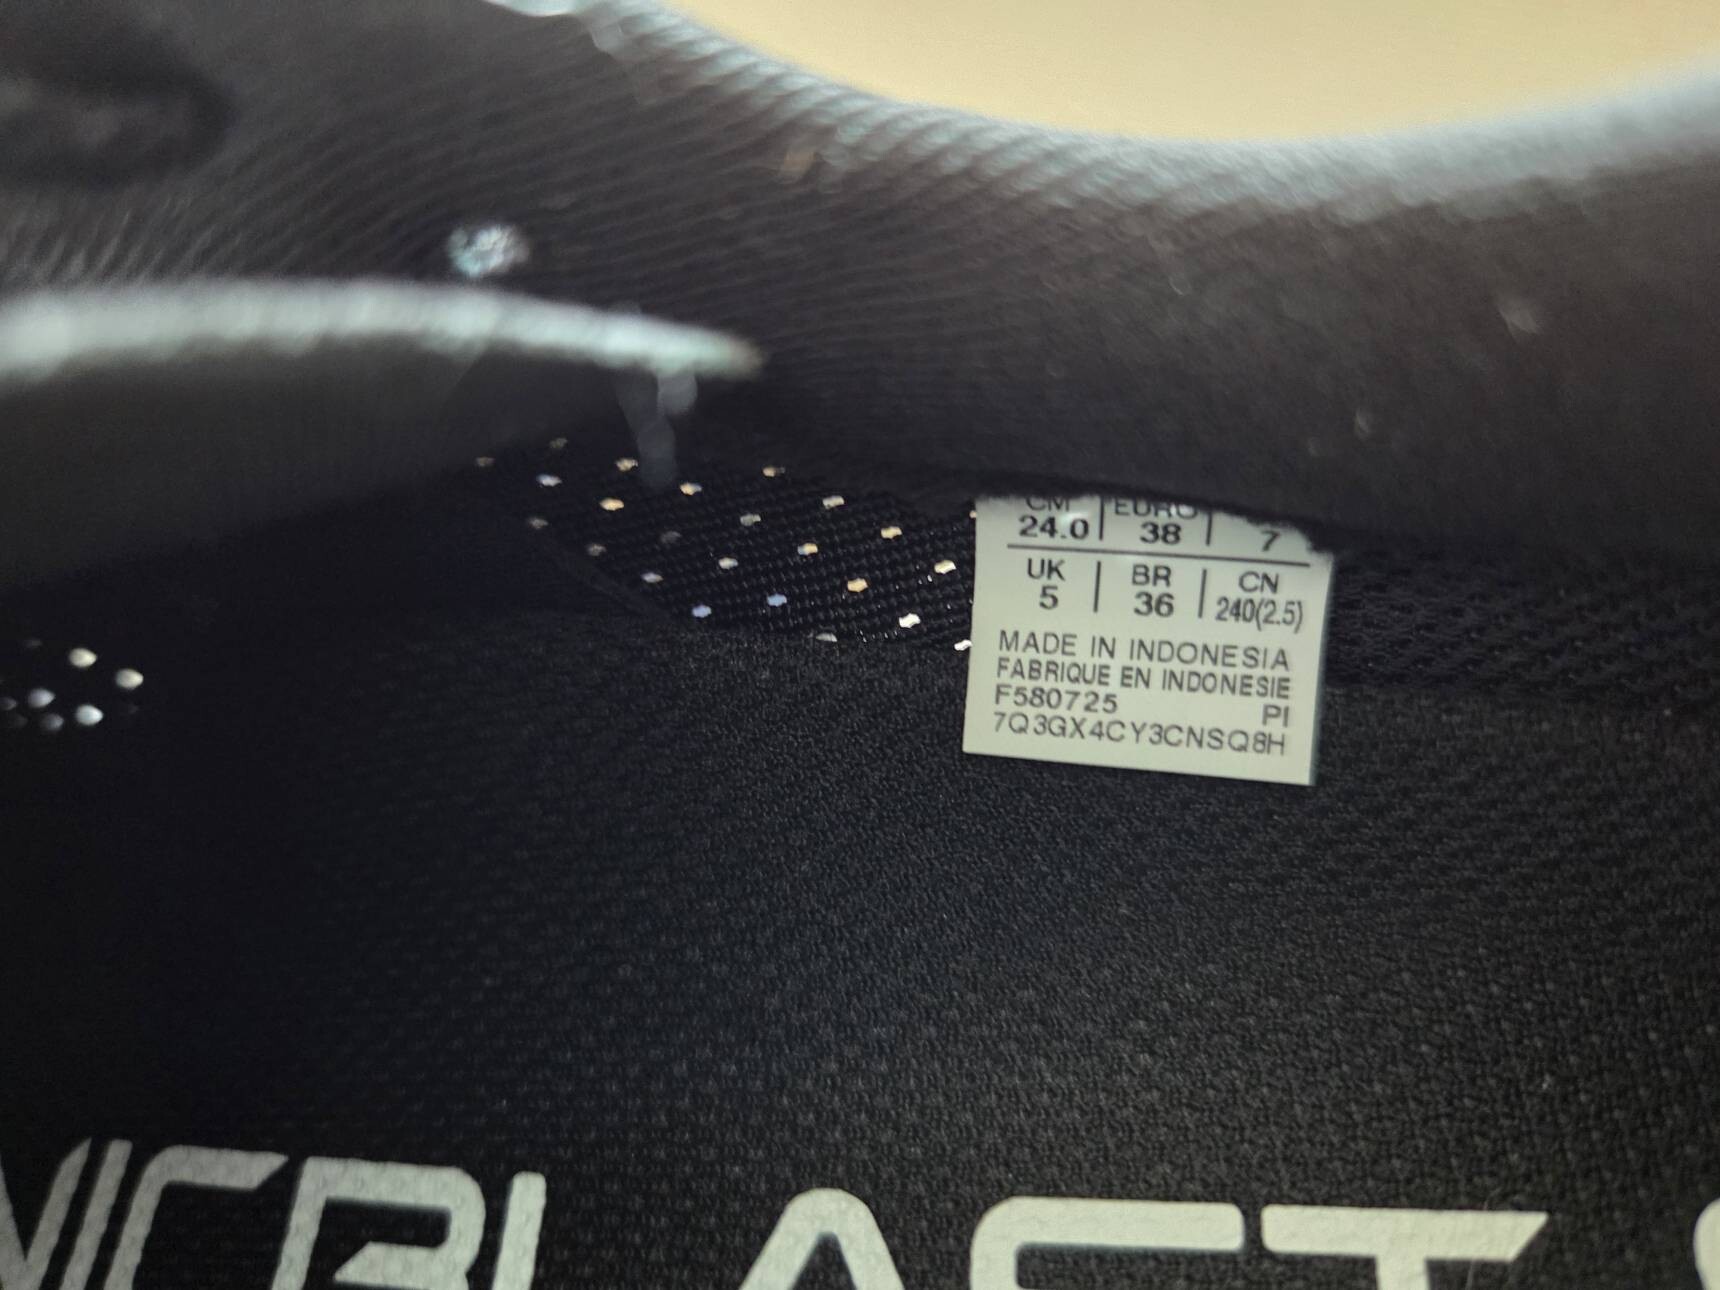 CM | EURO |
24.0 | 38 | 7
UK | BR | CN
5 | 36 | 240(2.5)
MADE IN INDONESIA
FABRIQUE EN INDONESIE
F580725 PI
7Q3GX4CY3CNSQ8H
NICBLAST